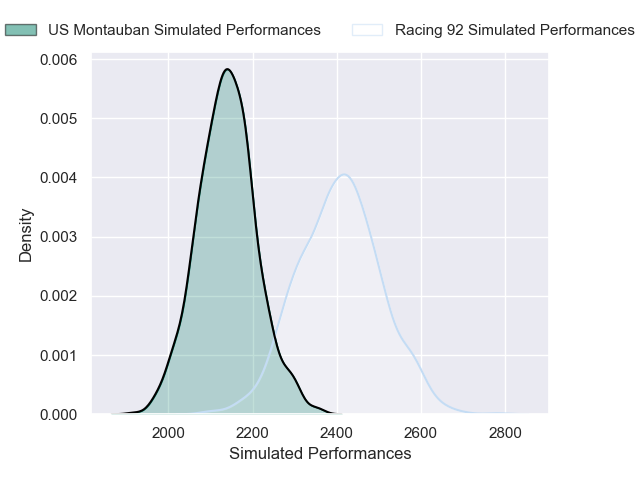 US Montauban Simulated Performances
Racing 92 Simulated Performances
0.006
0.005
0.004
0.003
0.002
0.001
0.000
Density
2000 2200 2400 2600 2800
Simulated Performances